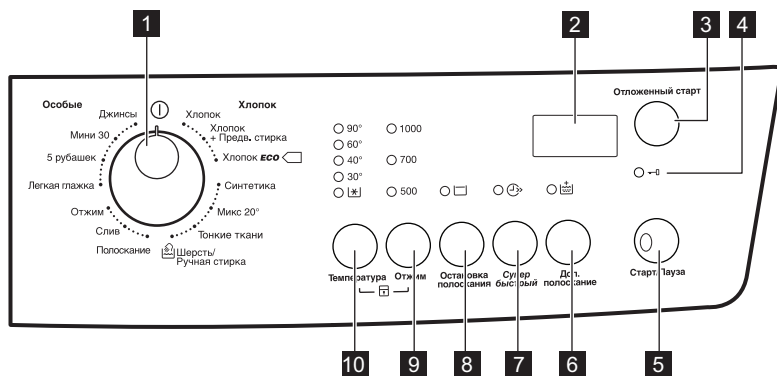 1
2
3
4
Особые
Хлопок
Отложенный старт
Джинсы
Хлопок
Мини 30
Хлопок
+ Предв. стирка
5 рубашек
Хлопок ECO
Легкая глажка
Синтетика
Отжим
Микс 20°
Слив
Тонкие ткани
Полоскание
Шерсть/
Ручная стирка
90°
1000
60°
40°
700
30°
500
Температура
Отжим
Остановка
полоскания
Супер
быстрый
Доп.
полоскание
Старт/Пауза
10
9
8
7
6
5